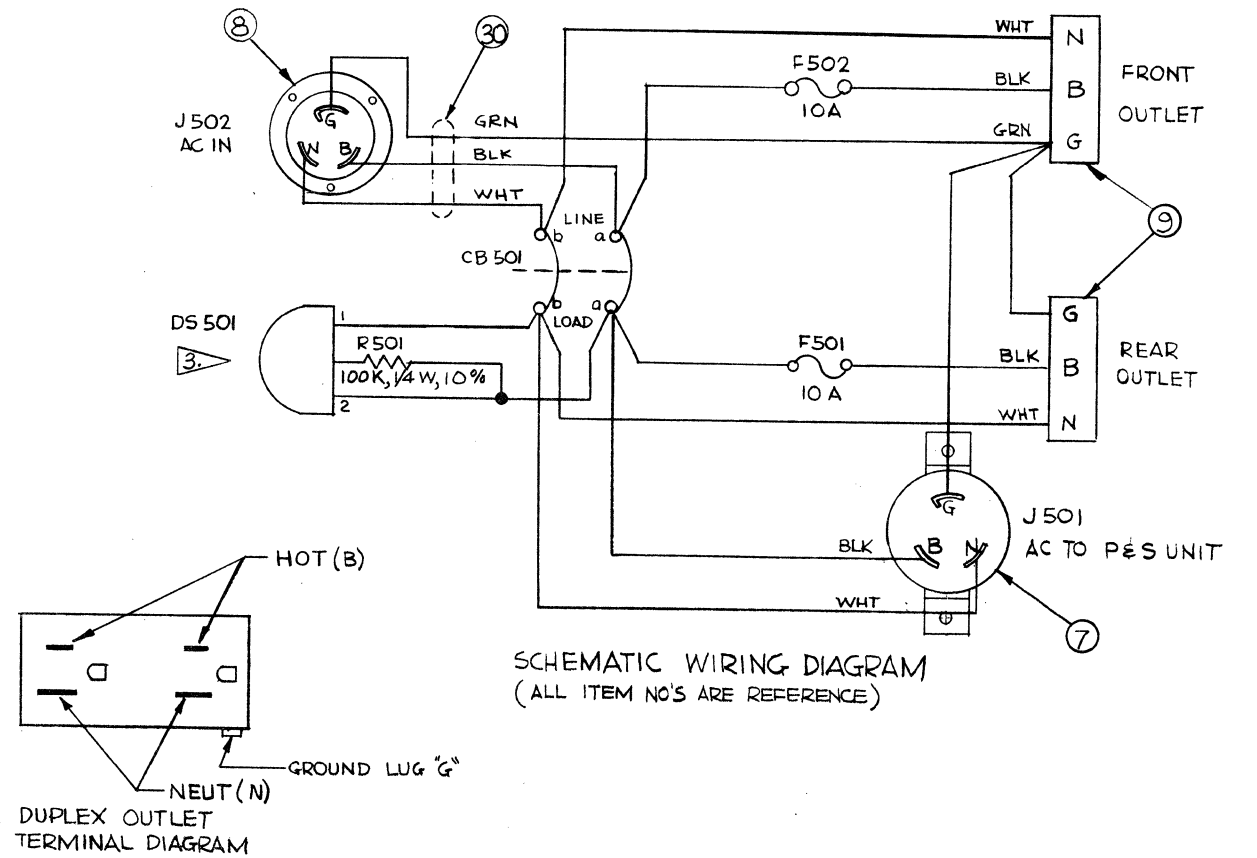 8
30
WHT
N
F502
BLK
B
FRONT
OUTLET
10A
J502
AC IN
G
N
B
GRN
GRN
G
BLK
WHT
LINE
b
a
9
CB 501
b
a
LOAD
DS 501
3.
1
R501
100K, 1/4 W, 10%
2
F501
10 A
G
BLK
B
REAR
OUTLET
WHT
N
G
J501
BLK
B
N
AC TO P&S UNIT
WHT
7
HOT (B)
SCHEMATIC WIRING DIAGRAM
(ALL ITEM NO'S ARE REFERENCE)
GROUND LUG "G"
NEUT (N)
DUPLEX OUTLET
TERMINAL DIAGRAM